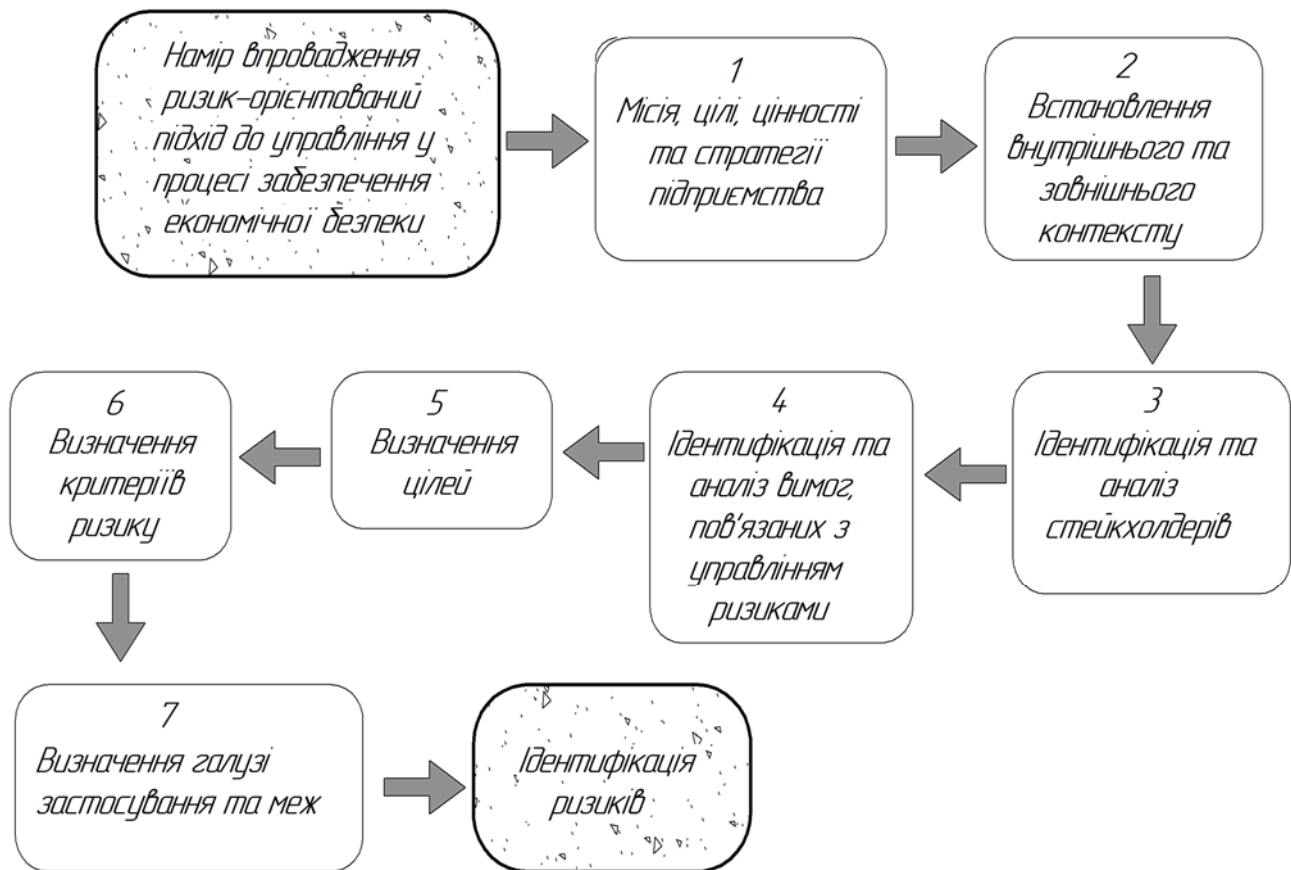 Намір впровадження
ризик-орієнтований
підхід до управління у
процесі забезпечення
економічної безпеки
1
Місія, цілі, цінності
та стратегії
підприємства
2
Встановлення
внутрішнього та
зовнішнього
контексту
3
Ідентифікація та
аналіз
стейкхолдерів
4
Ідентифікація та
аналіз вимог,
пов'язаних з
управлінням
ризиками
5
Визначення
цілей
6
Визначення
критеріїв
ризику
7
Визначення галузі
застосування та меж
Ідентифікація
ризиків